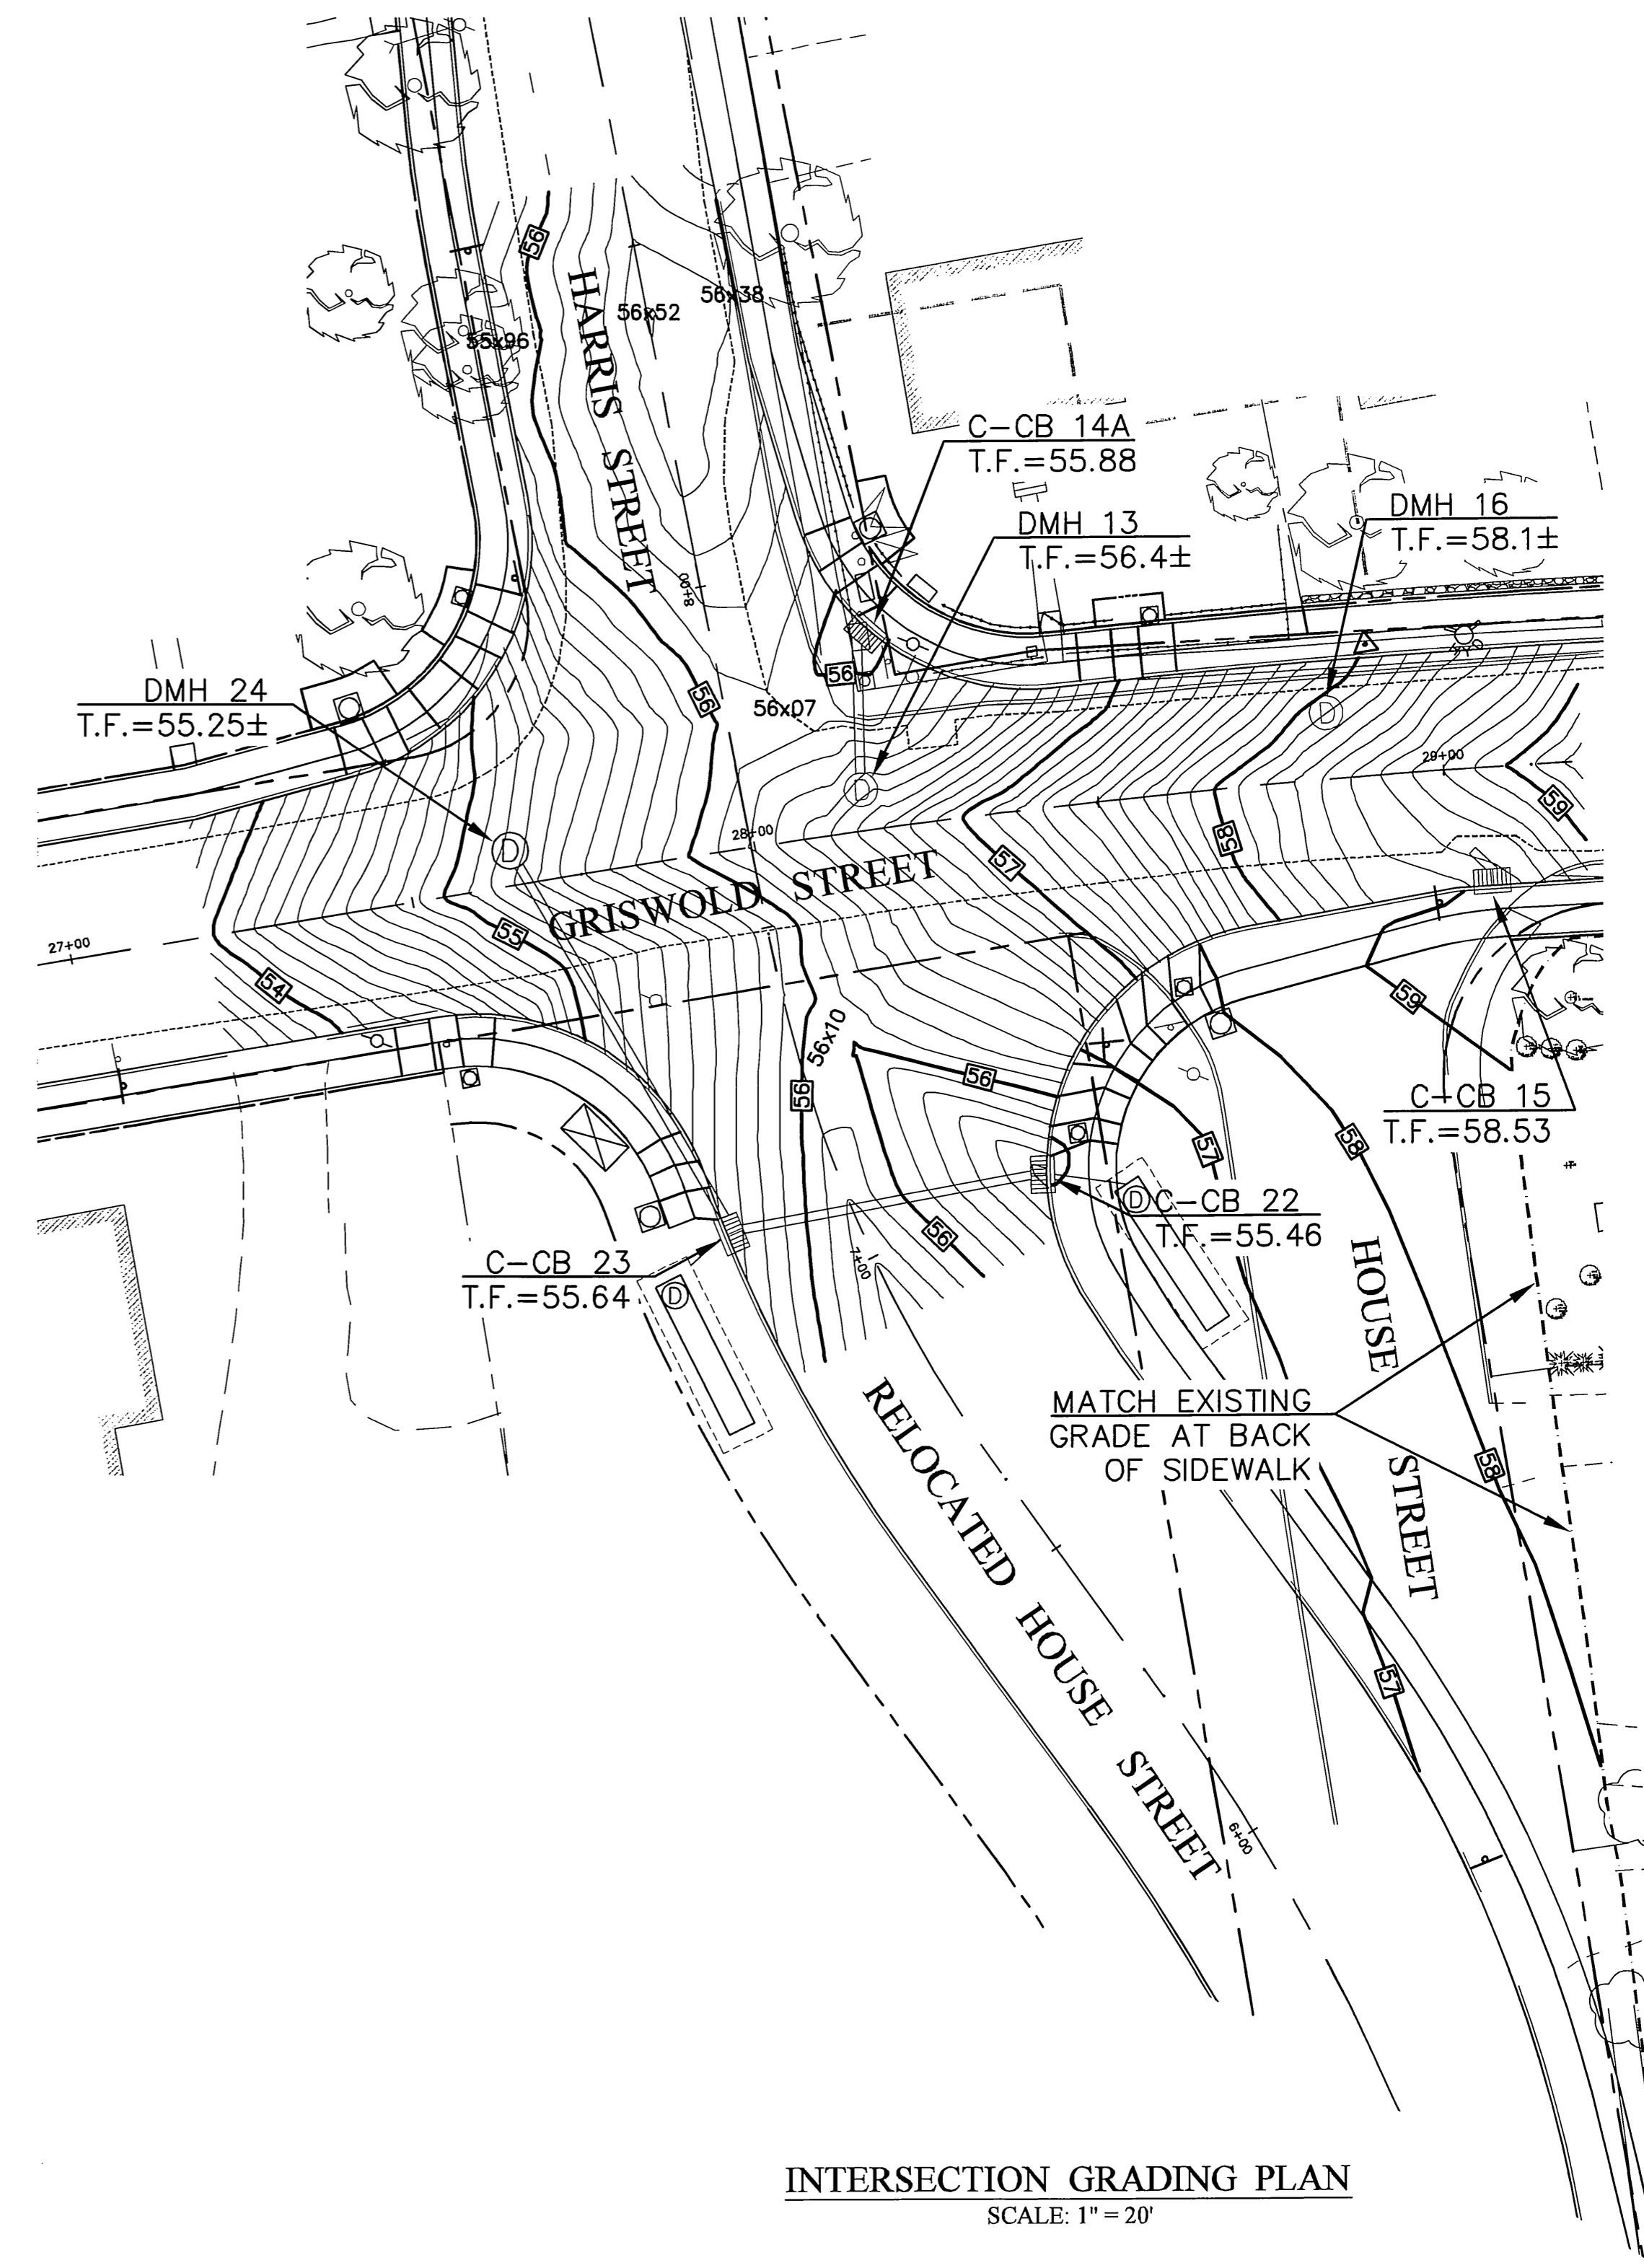 56
HARRIS STREET
56x52
56x38
55x96
C-CB 14A
T.F.=55.88
DMH 13
T.F.=56.4±
DMH 16
T.F.=58.1±
8+00
DMH 24
T.F.=55.25±
56
56
56x07
D
D
D
29+00
59
28+00
58
57
GRISWOLD STREET
27+00
55
54
59
56x10
56
56
57
58
C-CB 15
T.F.=58.53
D
C-CB 22
T.F.=55.46
56
7+00
C-CB 23
T.F.=55.64
D
HOUSE STREET
MATCH EXISTING
GRADE AT BACK
OF SIDEWALK
58
RELOCATED HOUSE STREET
57
6+00
INTERSECTION GRADING PLAN
SCALE: 1" = 20'